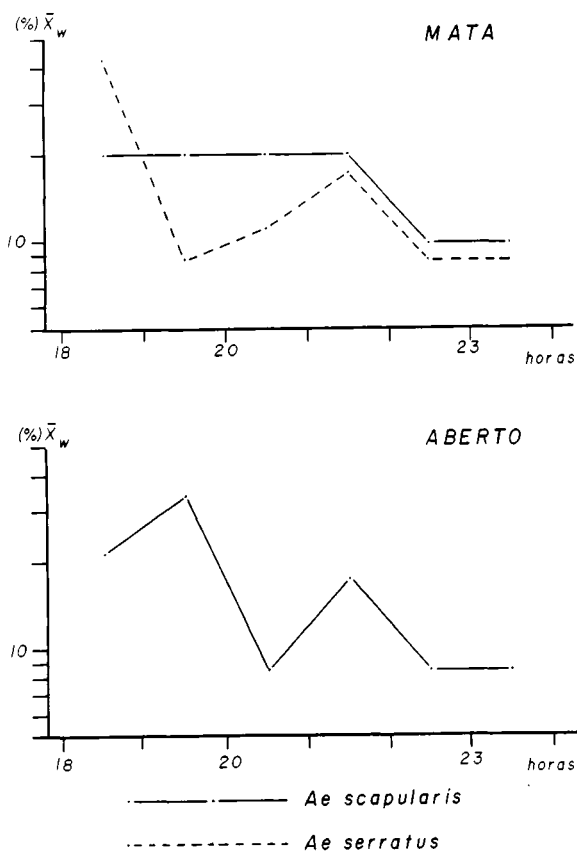 (%) X̄w
MATA
10
18 20 23
horas
(%) X̄w
ABERTO
10
18 20 23 horas
Ae scapularis
Ae serratus